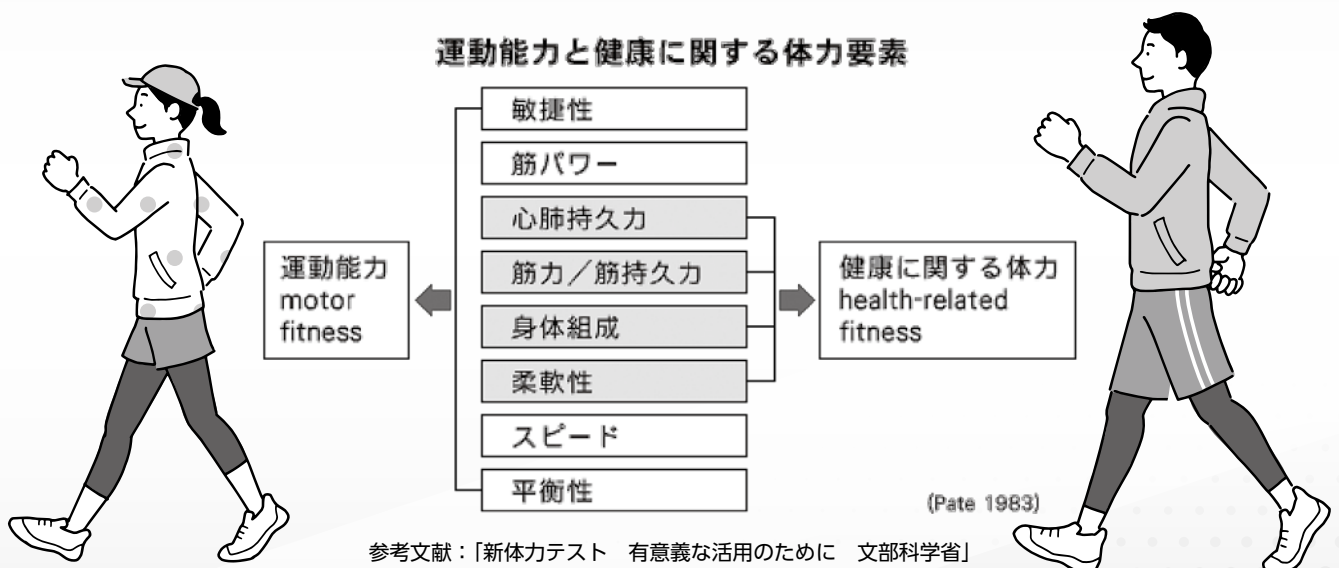 運動能力と健康に関する体力要素
敏捷性
筋パワー
心肺持久力
筋力／筋持久力
身体組成
柔軟性
スピード
平衡性
運動能力
motor
fitness
健康に関する体力
health-related
fitness
(Pate 1983)
参考文献：「新体力テスト　有意義な活用のために　文部科学省」